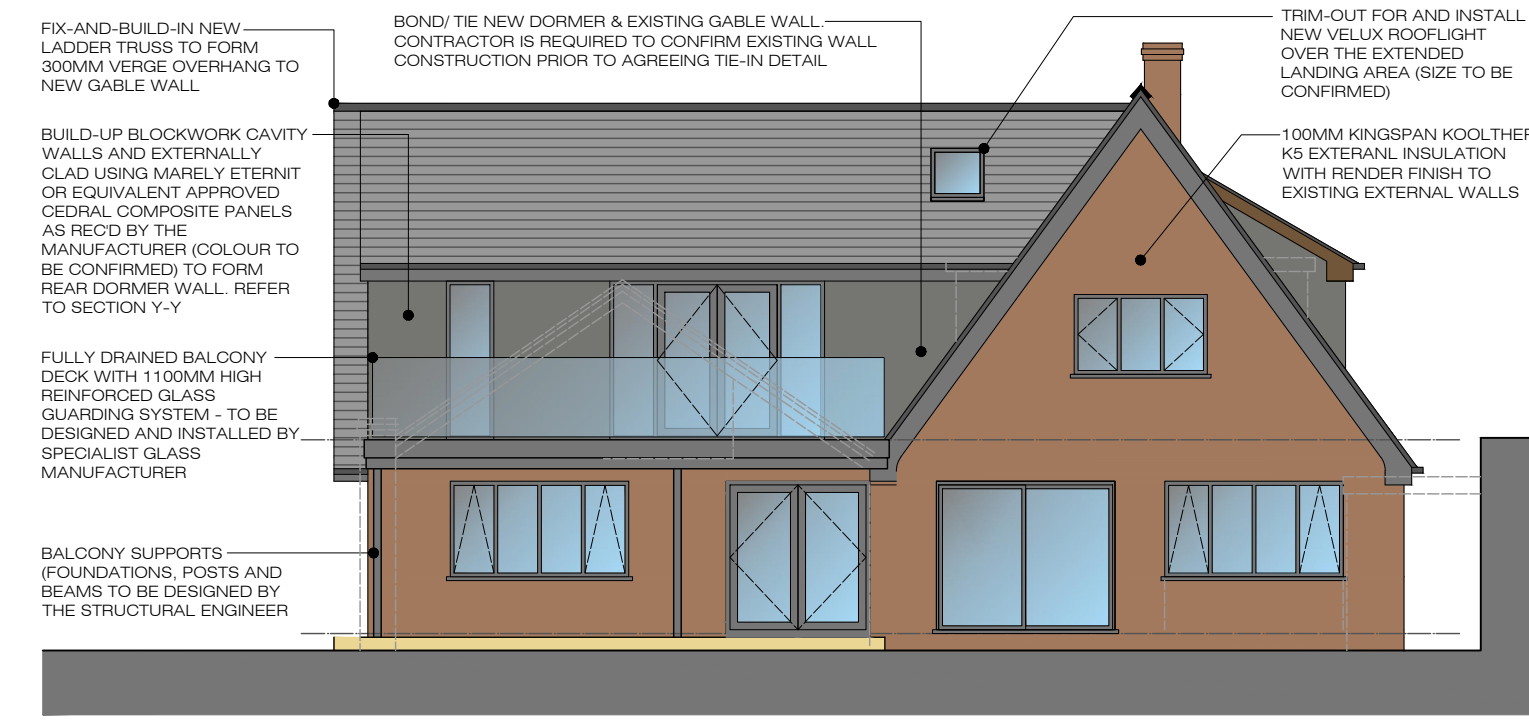 FIX-AND-BUILD-IN NEW
LADDER TRUSS TO FORM
300MM VERGE OVERHANG TO
NEW GABLE WALL
BOND/ TIE NEW DORMER & EXISTING GABLE WALL.
CONTRACTOR IS REQUIRED TO CONFIRM EXISTING WALL
CONSTRUCTION PRIOR TO AGREEING TIE-IN DETAIL
TRIM-OUT FOR AND INSTALL
NEW VELUX ROOFLIGHT
OVER THE EXTENDED
LANDING AREA (SIZE TO BE
CONFIRMED)
BUILD-UP BLOCKWORK CAVITY
WALLS AND EXTERNALLY
CLAD USING MARELY ETERNIT
OR EQUIVALENT APPROVED
CEDRAL COMPOSITE PANELS
AS REC'D BY THE
MANUFACTURER (COLOUR TO
BE CONFIRMED) TO FORM
REAR DORMER WALL. REFER
TO SECTION Y-Y
100MM KINGSPAN KOOLTHER
K5 EXTERANL INSULATION
WITH RENDER FINISH TO
EXISTING EXTERNAL WALLS
FULLY DRAINED BALCONY
DECK WITH 1100MM HIGH
REINFORCED GLASS
GUARDING SYSTEM - TO BE
DESIGNED AND INSTALLED BY
SPECIALIST GLASS
MANUFACTURER
BALCONY SUPPORTS
(FOUNDATIONS, POSTS AND
BEAMS TO BE DESIGNED BY
THE STRUCTURAL ENGINEER